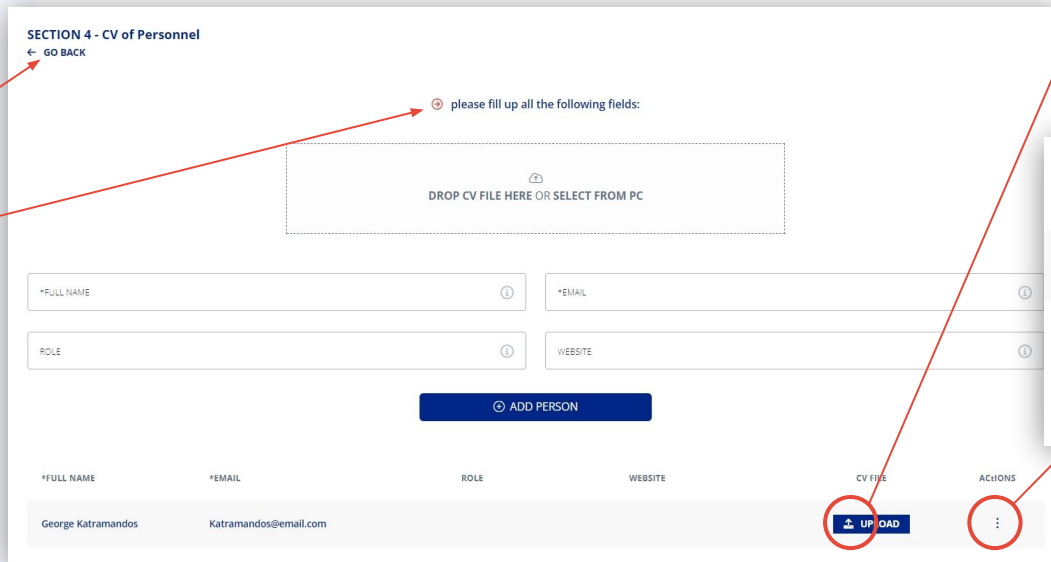 SECTION 4 - CV of Personnel
← GO BACK
please fill up all the following fields:
DROP CV FILE HERE OR SELECT FROM PC
*FULL NAME
*EMAIL
ROLE
WEBSITE
ADD PERSON
*FULL NAME *EMAIL ROLE WEBSITE CV FILE ACtIONS
George Katramandos Katramandos@email.com UPLOAD